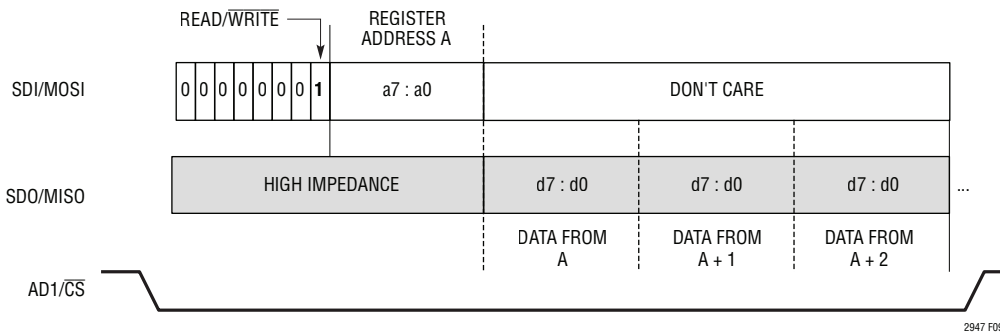 READ/WRITE
REGISTER
ADDRESS A
SDI/MOSI
0 0 0 0 0 0 0 1
a7 : a0
DON'T CARE
SDO/MISO
HIGH IMPEDANCE
d7 : d0
d7 : d0
d7 : d0
...
DATA FROM
A
DATA FROM
A + 1
DATA FROM
A + 2
AD1/CS
2947 F09